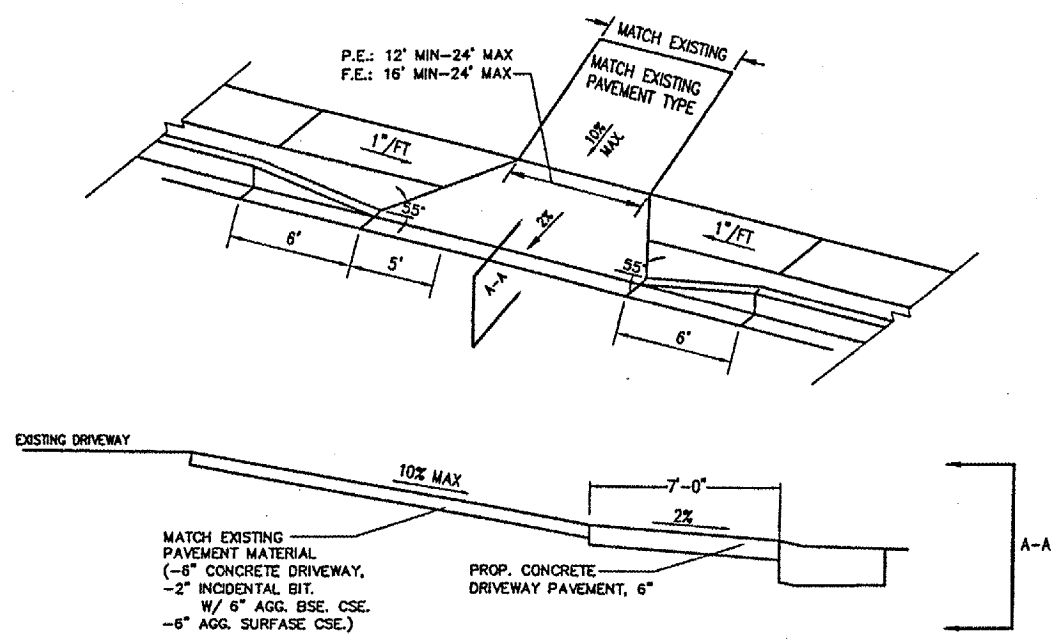 MATCH EXISTING
P.E.: 12' MIN-24' MAX
F.E.: 16' MIN-24' MAX
MATCH EXISTING
PAVEMENT TYPE
10%
MAX.
1"/FT
55°
2%
1"/FT
6'
5'
A-A
55°
6'
EXISTING DRIVEWAY
10% MAX
7'-0"
2%
A-A
MATCH EXISTING
PAVEMENT MATERIAL
(-6" CONCRETE DRIVEWAY,
-2" INCIDENTAL BIT.
W/ 6" AGG. BSE. CSE.
-6" AGG. SURFASE CSE.)
PROP. CONCRETE
DRIVEWAY PAVEMENT, 6"